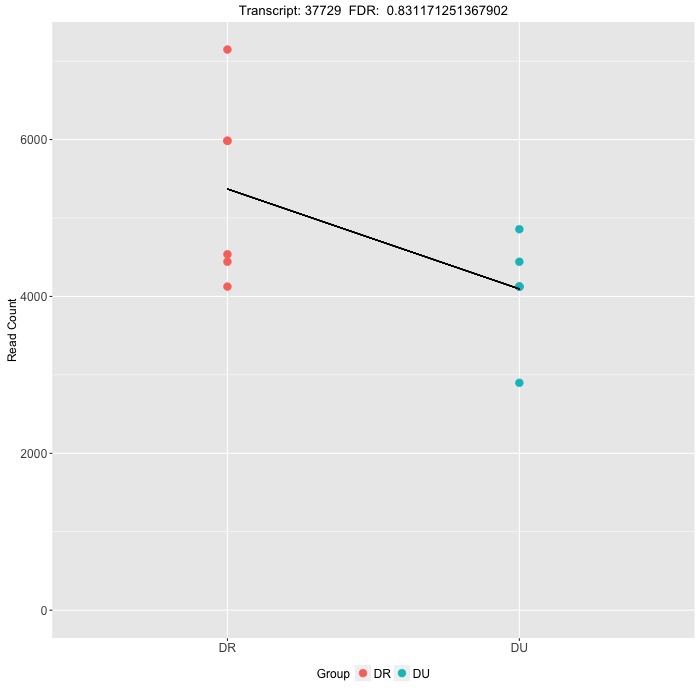 Transcript: 37729  FDR:  0.831171251367902
Read Count
6000
4000
2000
0
DR DU
Group DR DU